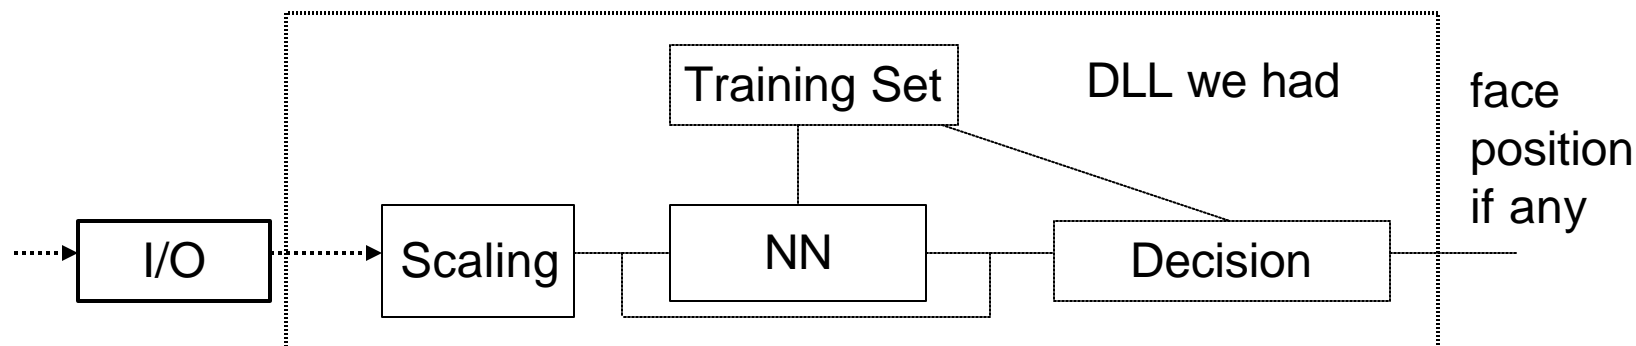 Training Set
DLL we had
face
position
if any
I/O
Scaling
NN
Decision